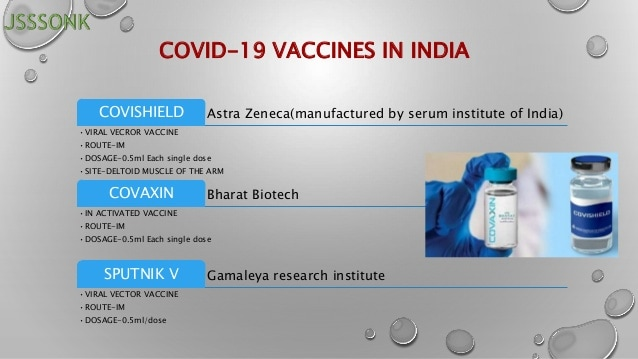 JSSSONK
COVID-19 VACCINES IN INDIA
COVISHIELD Astra Zeneca(manufactured by serum institute of India)
• VIRAL VECROR VACCINE
• ROUTE-IM
• DOSAGE-0.5ml Each single dose
• SITE-DELTOID MUSCLE OF THE ARM
COVAXIN Bharat Biotech
• IN ACTIVATED VACCINE
• ROUTE-IM
• DOSAGE-0.5ml Each single dose
COVAXIN
COVISHIELD
SPUTNIK V Gamaleya research institute
• VIRAL VECTOR VACCINE
• ROUTE-IM
• DOSAGE-0.5ml/dose